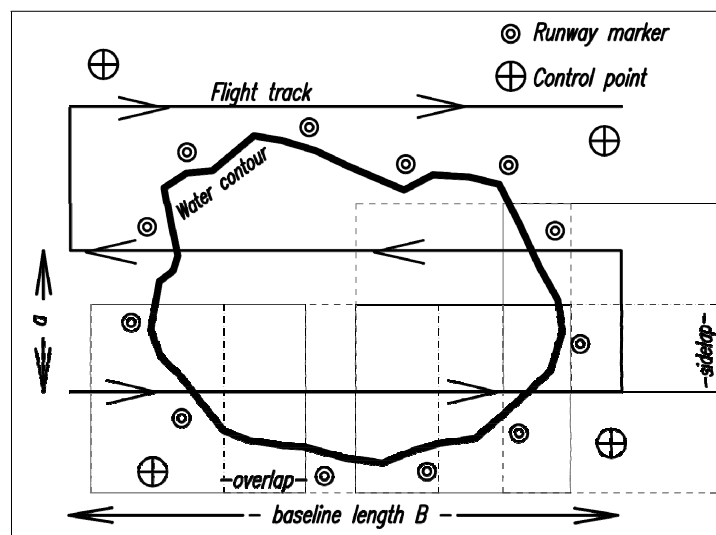 Runway marker
Flight track
Control point
Water contour
a
-sidelap-
-overlap-
- baseline length B -